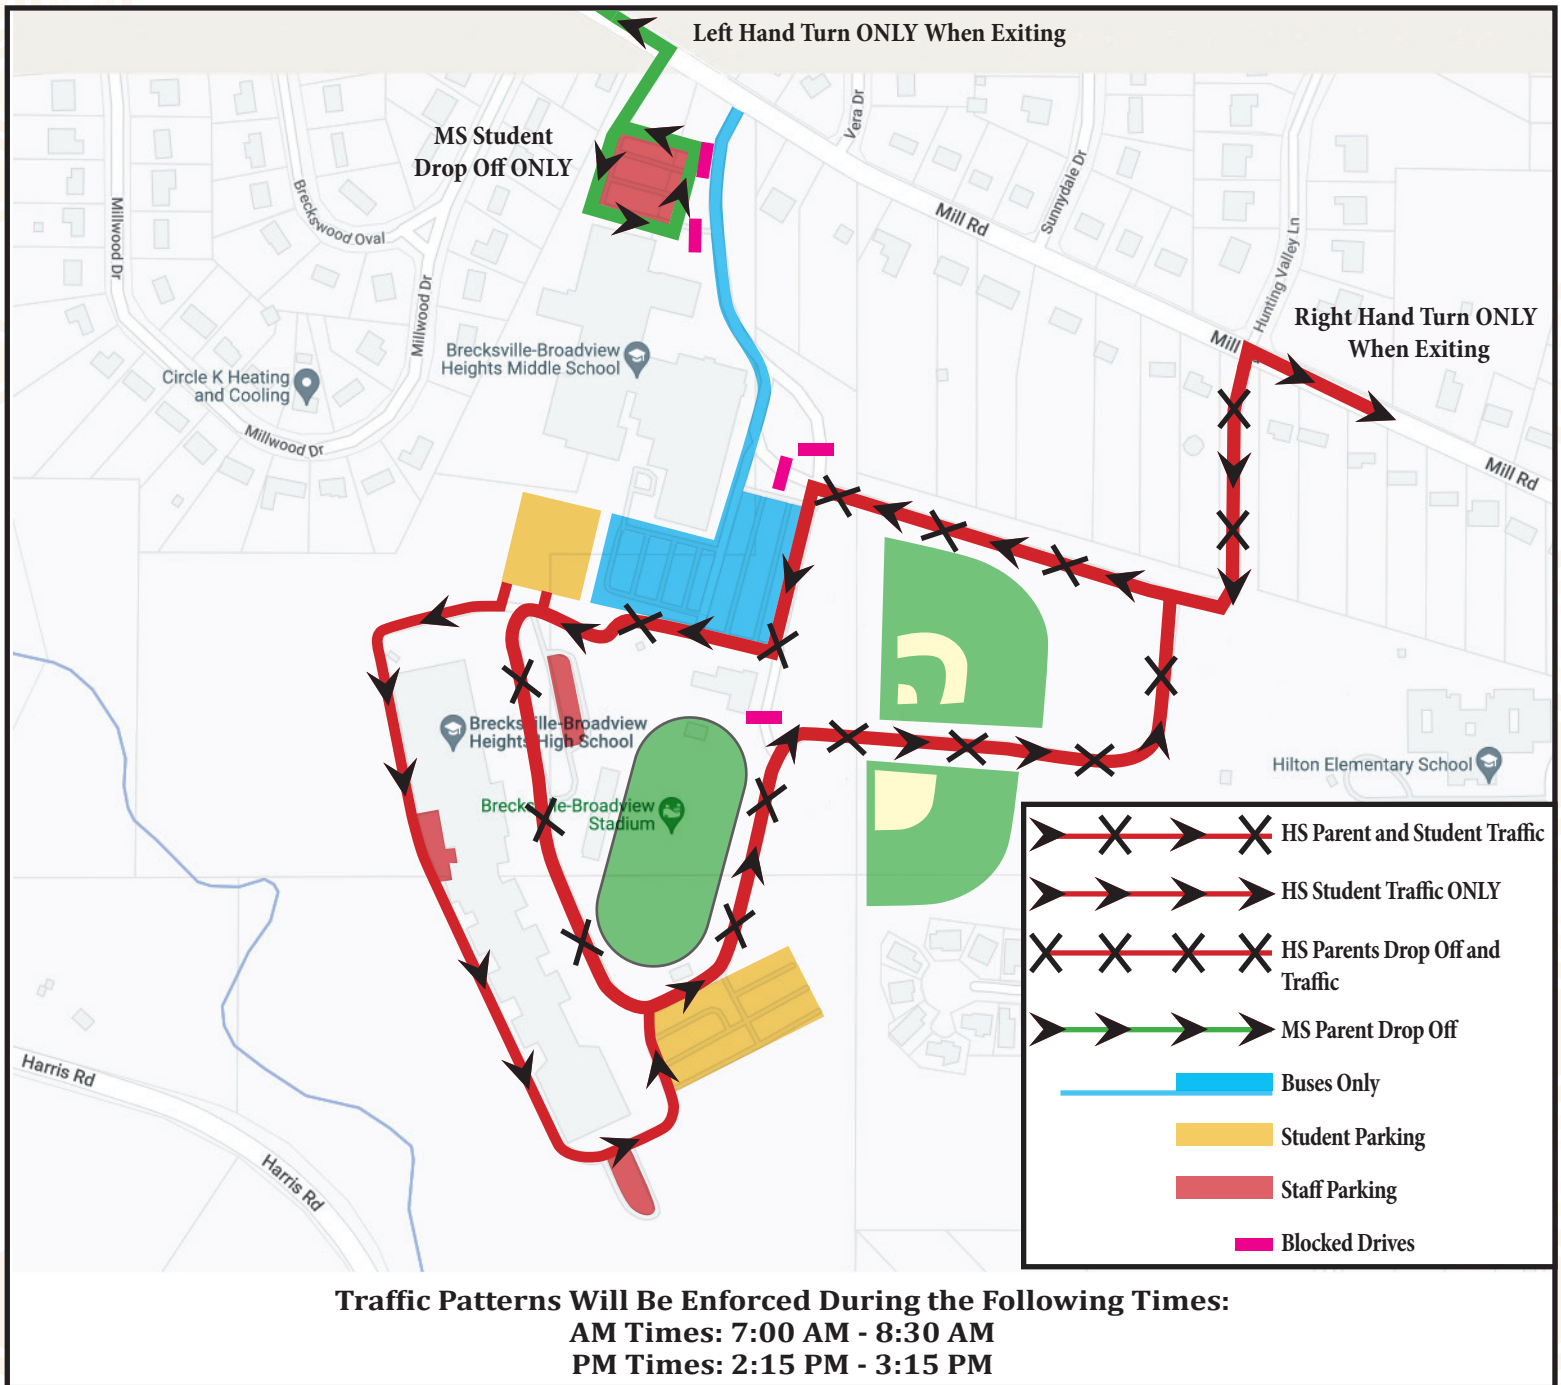 Left Hand Turn ONLY When Exiting
MS Student
Drop Off ONLY
Vera Dr
Sunnydale Dr
Mill Rd
Hunting Valley Ln
Millwood Dr
Breckswood Oval
Millwood Dr
Right Hand Turn ONLY
When Exiting
Mill
Brecksville-Broadview
Heights Middle School
Circle K Heating
and Cooling
Millwood Dr
Mill Rd
Brecksville-Broadview
Heights High School
Brecksville-Broadview
Stadium
Hilton Elementary School
HS Parent and Student Traffic
HS Student Traffic ONLY
HS Parents Drop Off and
Traffic
MS Parent Drop Off
Buses Only
Student Parking
Staff Parking
Blocked Drives
Harris Rd
Harris Rd
Traffic Patterns Will Be Enforced During the Following Times:
AM Times: 7:00 AM - 8:30 AM
PM Times: 2:15 PM - 3:15 PM